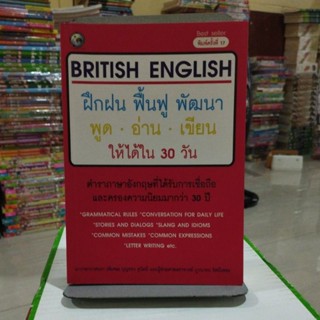 BRITISH ENGLISH
ฝึกฝน ฟื้นฟู พัฒนา
พูด · อ่าน · เขียน
ให้ได้ใน 30 วัน
ตำราภาษาอังกฤษที่ได้รับการเชื่อถือ
และครองความนิยมมากว่า 30 ปี
*GRAMMATICAL RULES *CONVERSATION FOR DAILY LIFE
*STORIES AND DIALOGS *SLANG AND IDIOMS
*COMMON MISTAKES *COMMON EXPRESSIONS
*LETTER WRITING etc.